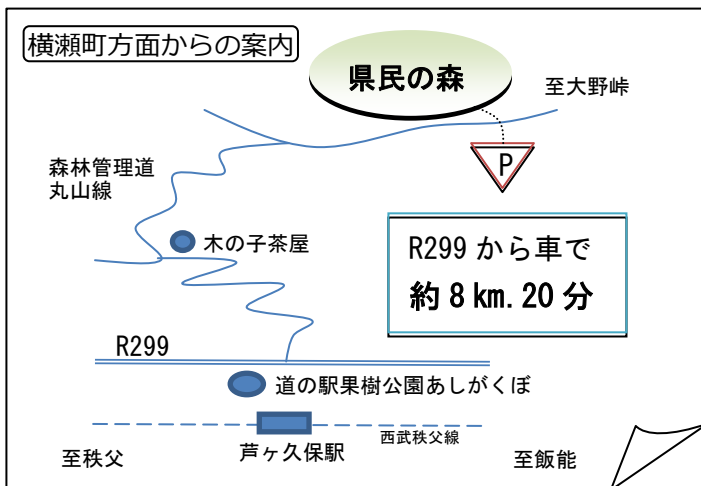 横瀬町方面からの案内
県民の森
至大野峠
P
森林管理道
丸山線
木の子茶屋
R299 から車で
約 8 km. 20 分
R299
道の駅果樹公園あしがくぼ
西武秩父線
芦ヶ久保駅
至秩父
至飯能